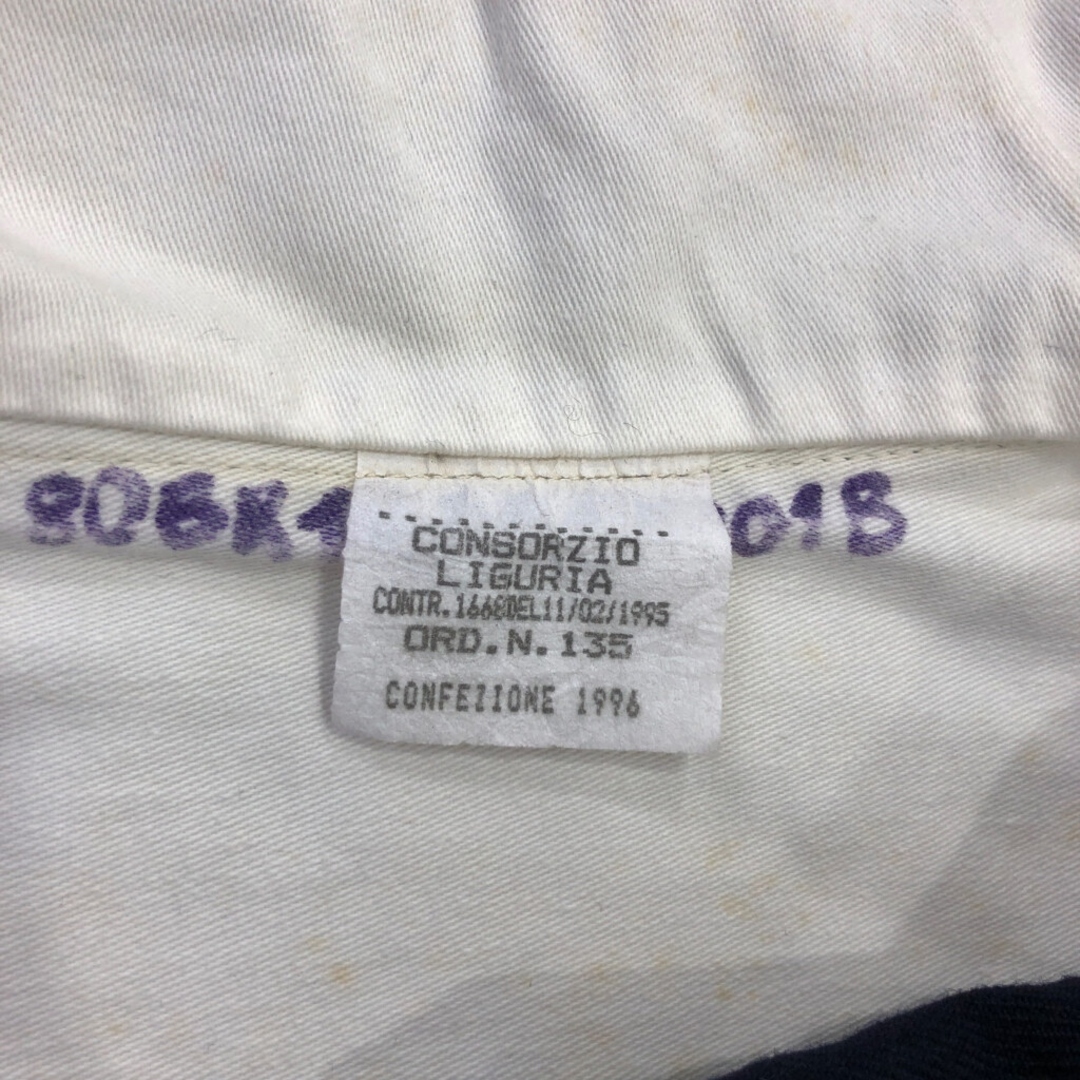 CONSORZIO
LIGURIA
CONTR.1668DEL11/02/1995
ORD.N.135
CONFEZIONE 1996